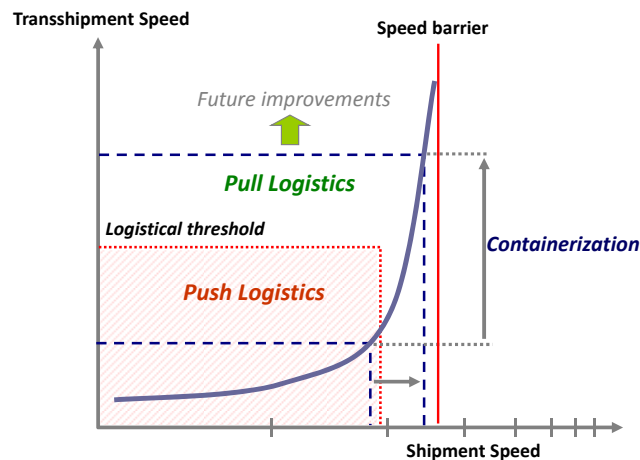 Transshipment Speed
Speed barrier
Future improvements
Pull Logistics
Logistical threshold
Containerization
Push Logistics
Shipment Speed